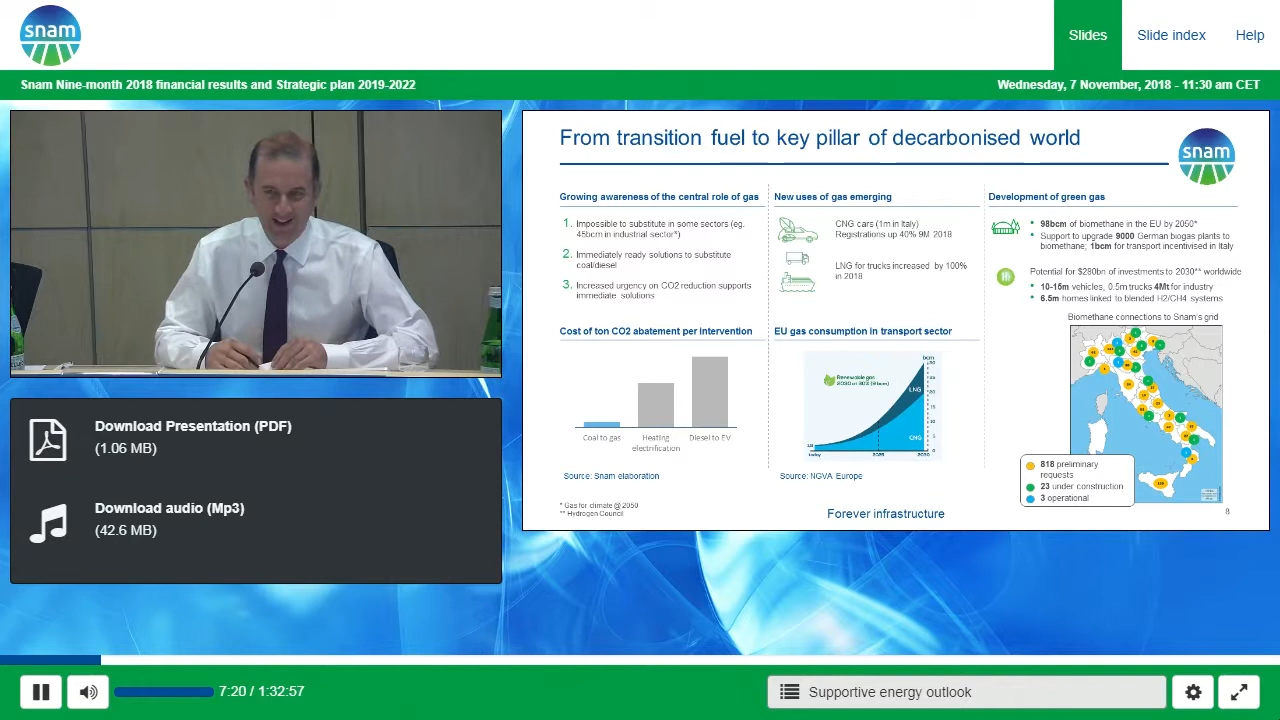 snam
Slides
Slide index
Help
Snam Nine-month 2018 financial results and Strategic plan 2019-2022
Wednesday, 7 November, 2018 - 11:30 am CET
From transition fuel to key pillar of decarbonised world
snam
Growing awareness of the central role of gas
1. Impossible to substitute in some sectors (eg.
45bcm in industrial sector*)
2. Immediately ready solutions to substitute
coal/diesel
3. Increased urgency on CO2 reduction supports
immediate solutions
Cost of ton CO2 abatement per intervention
Coal to gas
Heating
electrification
Diesel to EV
Source: Snam elaboration
* Gas for climate @ 2050
** Hydrogen Council
New uses of gas emerging
CNG cars (1m in Italy)
Registrations up 40% 9M 2018
LNG for trucks increased by 100%
in 2018
EU gas consumption in transport sector
bcm
Renewable gas
2030 at 30% (9 bcm)
LNG
CNG
today
2025
2030
Source: NGVA Europe
Development of green gas
• 98bcm of biomethane in the EU by 2050*
• Support to upgrade 9000 German biogas plants to
biomethane; 1bcm for transport incentivised in Italy
Potential for $280bn of investments to 2030** worldwide
• 10-15m vehicles, 0.5m trucks 4Mt for industry
• 6.5m homes linked to blended H2/CH4 systems
Biomethane connections to Snam's grid
818 preliminary
requests
23 under construction
3 operational
Forever infrastructure
8
Download Presentation (PDF)
(1.06 MB)
Download audio (Mp3)
(42.6 MB)
7:20 / 1:32:57
Supportive energy outlook